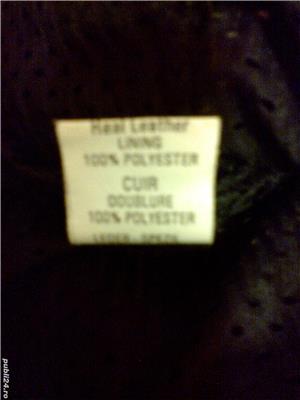 Real Leather
LINING
100% POLYESTER
CUIR
DOUBLURE
100% POLYESTER
publi24.ro